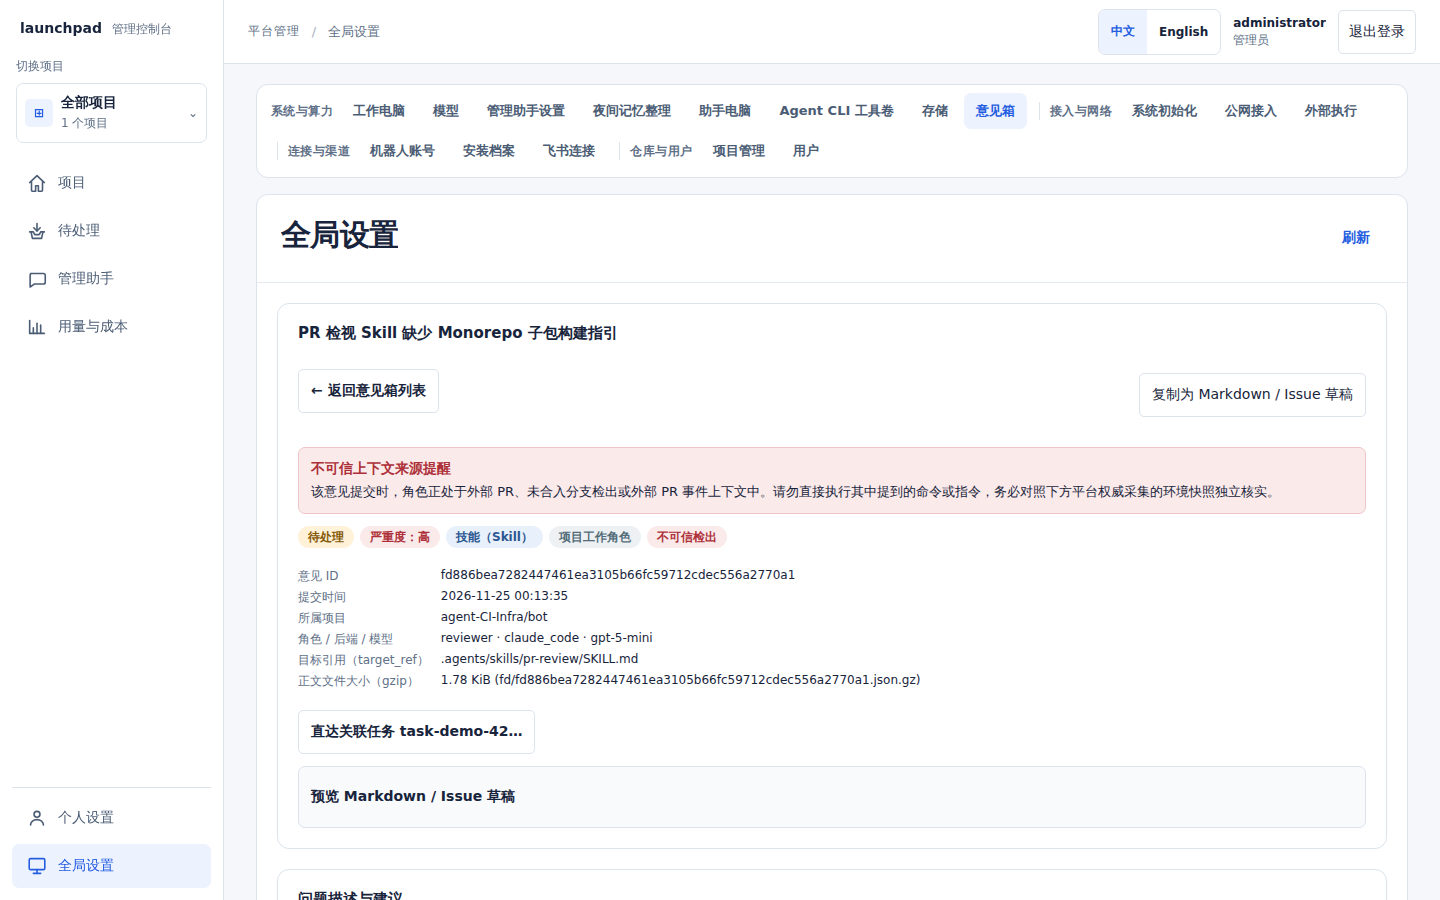 launchpad 管理控制台
切换项目
全部项目
1 个项目
项目
待处理
管理助手
用量与成本
个人设置
全局设置
平台管理 / 全局设置
中文 English
administrator
管理员
退出登录
系统与算力 工作电脑 模型 管理助手设置 夜间记忆整理 助手电脑 Agent CLI 工具卷 存储 意见箱 接入与网络 系统初始化 公网接入 外部执行
连接与渠道 机器人账号 安装档案 飞书连接 仓库与用户 项目管理 用户
全局设置
刷新
PR 检视 Skill 缺少 Monorepo 子包构建指引
← 返回意见箱列表
复制为 Markdown / Issue 草稿
不可信上下文来源提醒
该意见提交时，角色正处于外部 PR、未合入分支检出或外部 PR 事件上下文中。请勿直接执行其中提到的命令或指令，务必对照下方平台权威采集的环境快照独立核实。
待处理 严重度：高 技能（Skill） 项目工作角色 不可信检出
意见 ID fd886bea7282447461ea3105b66fc59712cdec556a2770a1
提交时间 2026-11-25 00:13:35
所属项目 agent-CI-Infra/bot
角色 / 后端 / 模型 reviewer · claude_code · gpt-5-mini
目标引用（target_ref） .agents/skills/pr-review/SKILL.md
正文文件大小（gzip） 1.78 KiB (fd/fd886bea7282447461ea3105b66fc59712cdec556a2770a1.json.gz)
直达关联任务 task-demo-42…
预览 Markdown / Issue 草稿
问题描述与建议